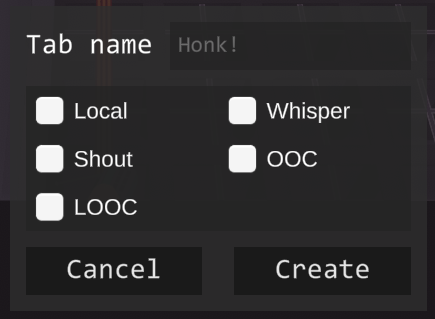 Tab name Honk!
Local Whisper
Shout OOC
LOOC
Cancel Create